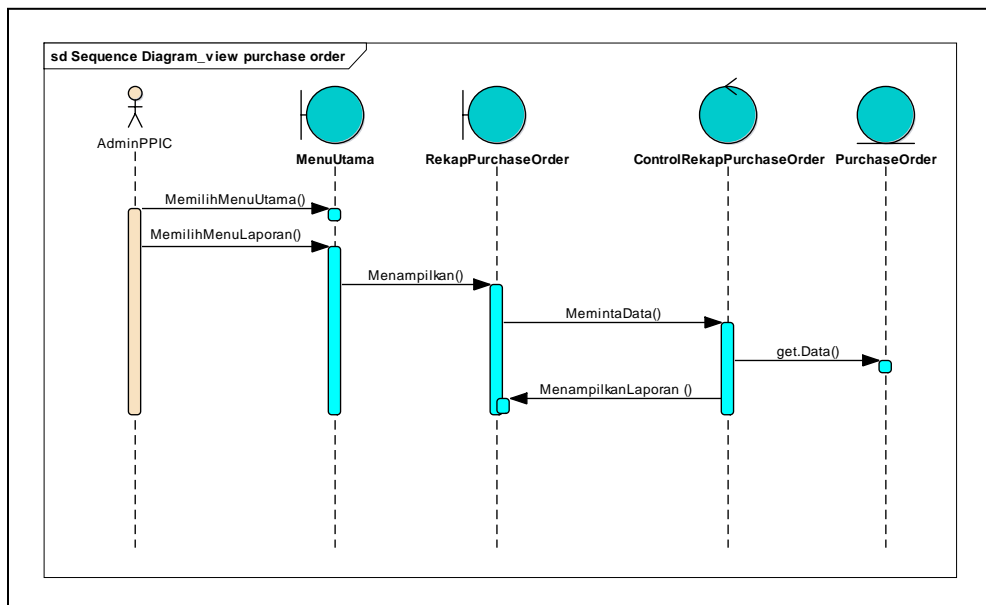 sd Sequence Diagram_view purchase order
AdminPPIC
MenuUtama
RekapPurchaseOrder
ControlRekapPurchaseOrder
PurchaseOrder
MemilihMenuUtama()
MemilihMenuLaporan()
Menampilkan()
MemintaData()
get.Data()
MenampilkanLaporan ()